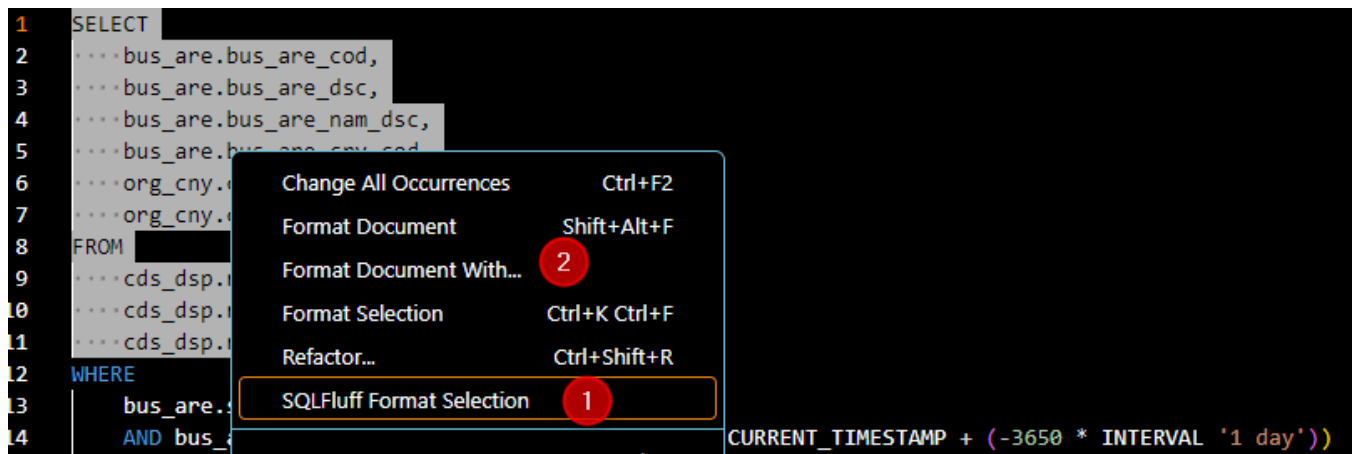 1 SELECT
2 ····bus_are.bus_are_cod,
3 ····bus_are.bus_are_dsc,
4 ····bus_are.bus_are_nam_dsc,
5 ····bus_are.bus_are_cny_cod
6 ····org_cny.
7 ····org_cny.
8 FROM
9 ····cds_dsp.
10 ····cds_dsp.
11 ····cds_dsp.
12 WHERE
13 bus_are.
14 AND bus_a CURRENT_TIMESTAMP + (-3650 * INTERVAL '1 day'))
Change All Occurrences Ctrl+F2
Format Document Shift+Alt+F
Format Document With... 2
Format Selection Ctrl+K Ctrl+F
Refactor... Ctrl+Shift+R
SQLFluff Format Selection 1